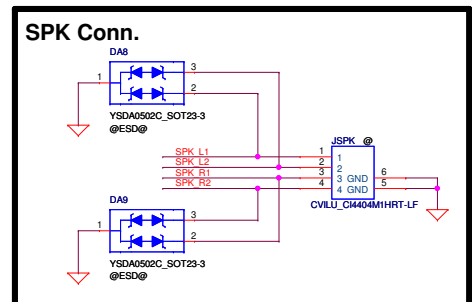 SPK Conn.
DA8
1
3
2
YSDA0502C_SOT23-3
@ESD@
JSPK @
SPK_L1 1 1
SPK_L2 2 2
SPK_R1 3 3 GND 6
SPK_R2 4 4 GND 5
CVILU_CI4404M1HRT-LF
DA9
1
3
2
YSDA0502C_SOT23-3
@ESD@